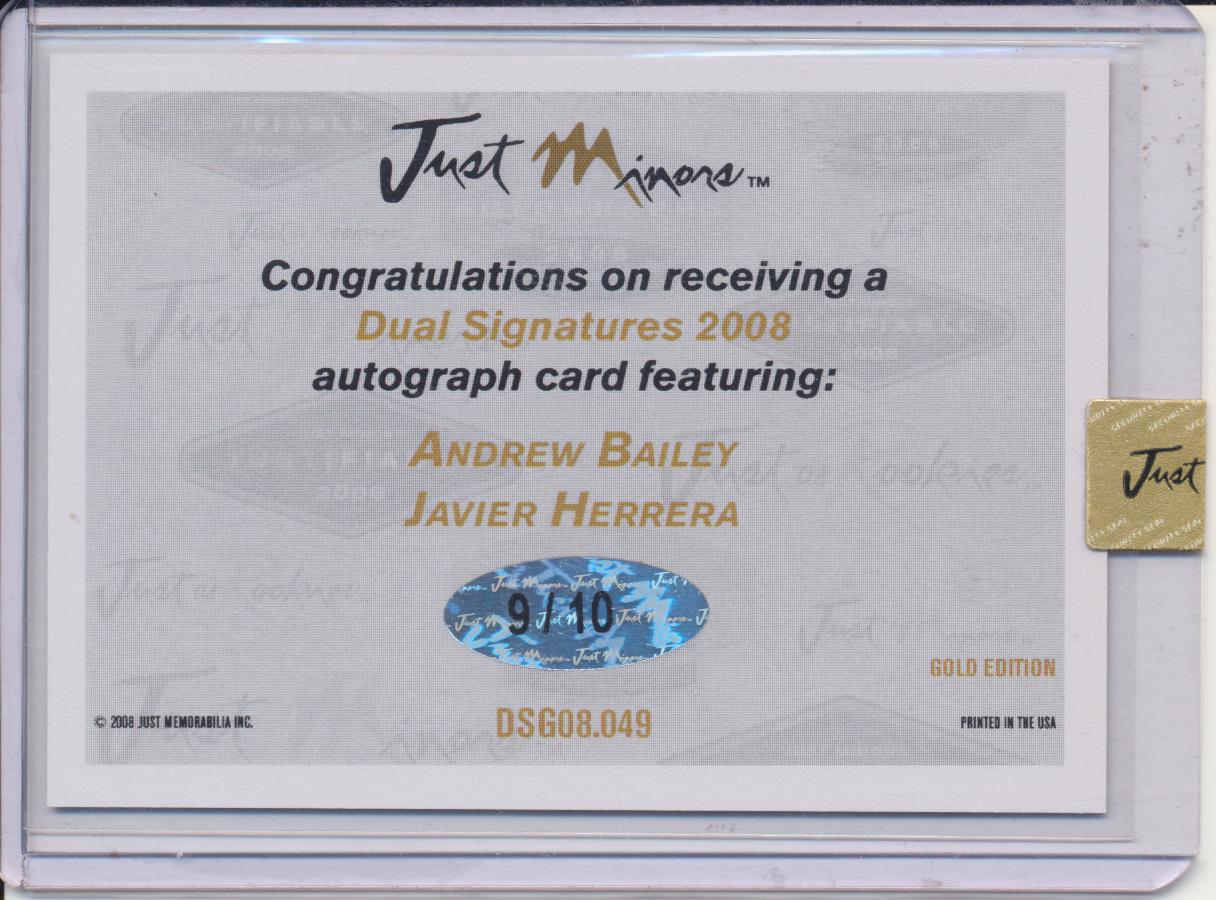 Just Minors™
Congratulations on receiving a
Dual Signatures 2008
autograph card featuring:
ANDREW BAILEY
JAVIER HERRERA
Just
9/10
GOLD EDITION
© 2008 JUST MEMORABILIA INC.
DSG08.049
PRINTED IN THE USA